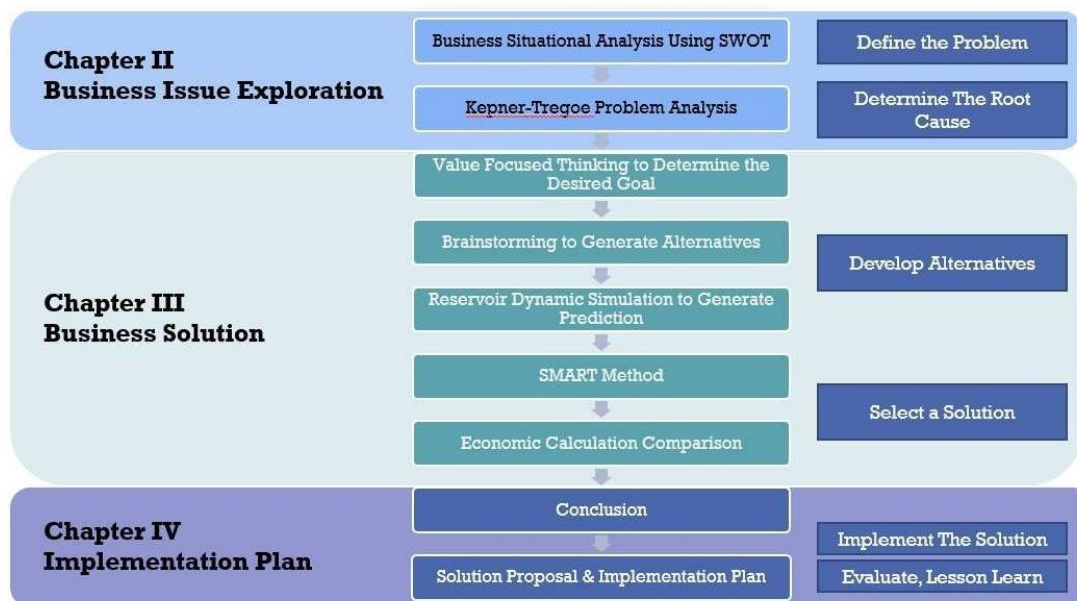 Chapter II
Business Issue Exploration
Business Situational Analysis Using SWOT
Define the Problem
Kepner-Tregoe Problem Analysis
Determine The Root
Cause
Chapter III
Business Solution
Value Focused Thinking to Determine the
Desired Goal
Brainstorming to Generate Alternatives
Reservoir Dynamic Simulation to Generate
Prediction
SMART Method
Economic Calculation Comparison
Develop Alternatives
Select a Solution
Chapter IV
Implementation Plan
Conclusion
Solution Proposal & Implementation Plan
Implement The Solution
Evaluate, Lesson Learn